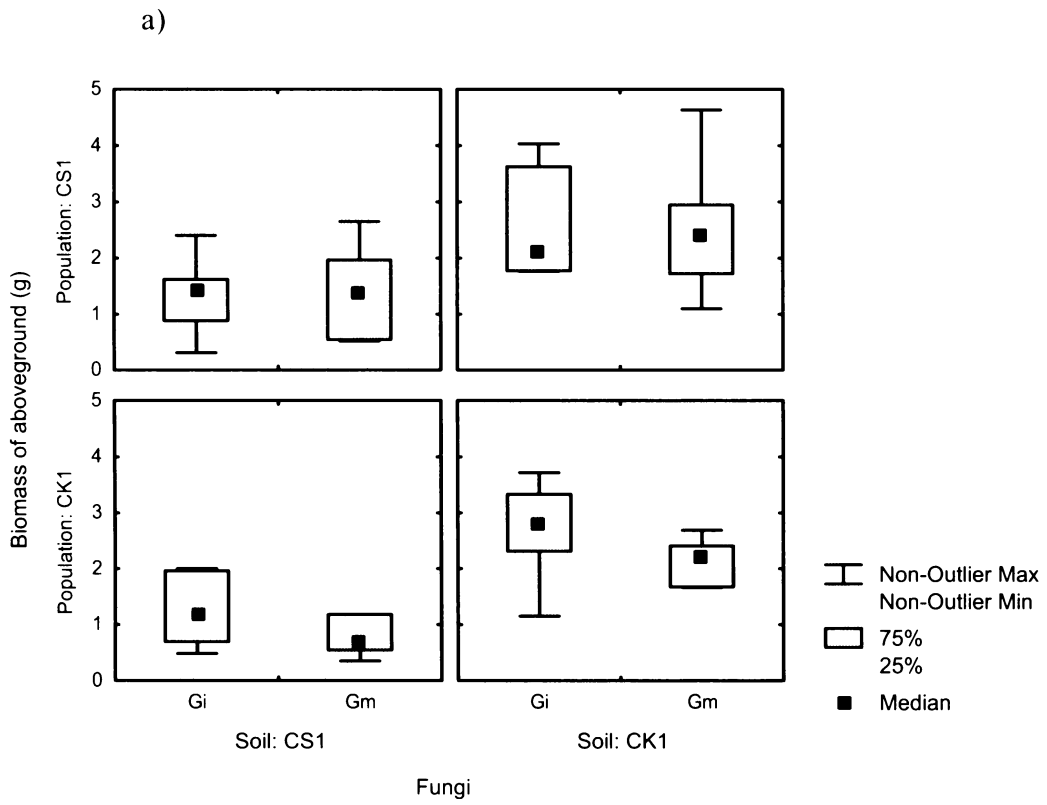 a)
Biomass of aboveground (g)
Population: CS1
5
4
3
2
1
0
Population: CK1
5
4
3
2
1
0
Gi
Gm
Gi
Gm
Soil: CS1
Soil: CK1
Fungi
Non-Outlier Max
Non-Outlier Min
75%
25%
Median